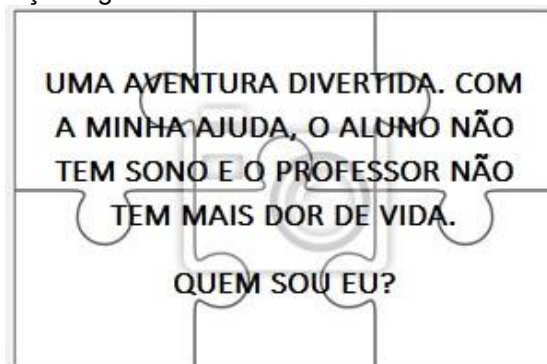 UMA AVENTURA DIVERTIDA. COM
A MINHA AJUDA, O ALUNO NÃO
TEM SONO E O PROFESSOR NÃO
TEM MAIS DOR DE VIDA.
QUEM SOU EU?